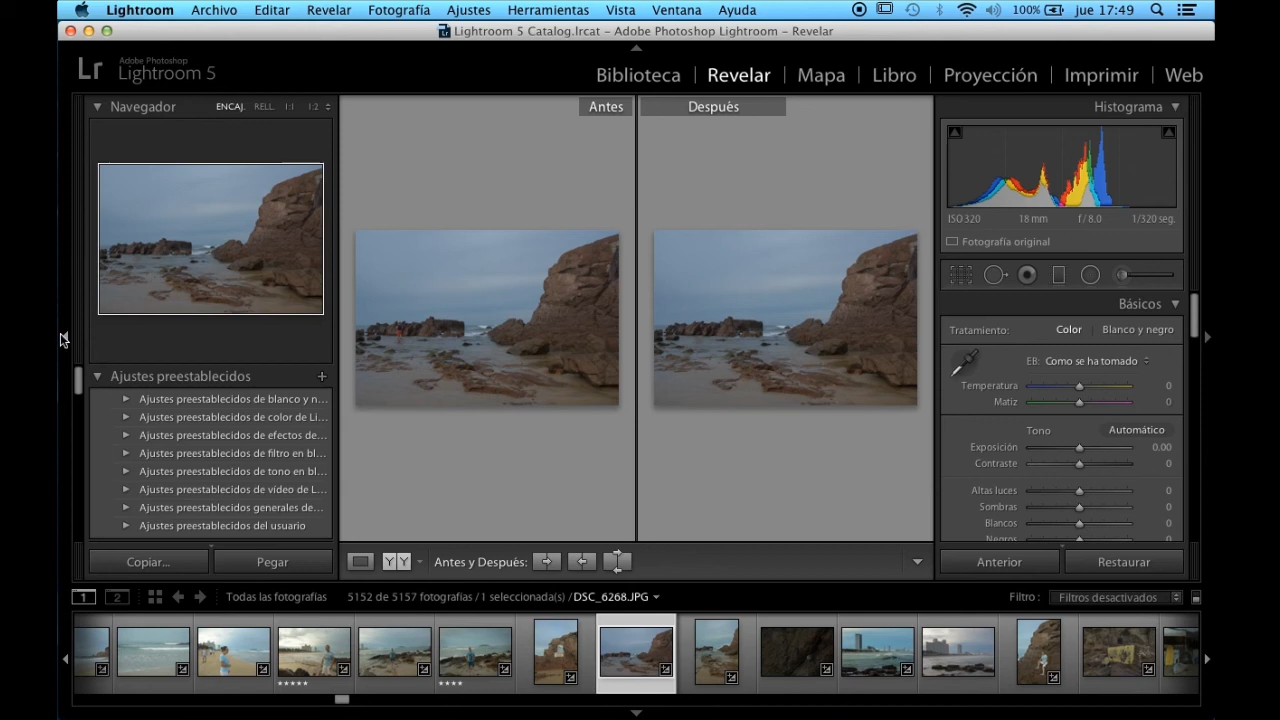 Lightroom Archivo Editar Revelar Fotografía Ajustes Herramientas Vista Ventana Ayuda 100% jue 17:49
Lightroom 5 Catalog.lrcat – Adobe Photoshop Lightroom – Revelar
Lr Adobe Photoshop
Lightroom 5
Biblioteca | Revelar | Mapa | Libro | Proyección | Imprimir | Web
Navegador ENCAJ. RELL. 1:1 1:2
Antes
Después
Histograma
ISO 320 18 mm f / 8.0 1/320 seg.
Fotografía original
Básicos
Tratamiento: Color | Blanco y negro
EB: Como se ha tomado
Temperatura 0
Matiz 0
Tono Automático
Exposición 0.00
Contraste 0
Altas luces 0
Sombras 0
Blancos 0
Negros 0
Ajustes preestablecidos +
Ajustes preestablecidos de blanco y n...
Ajustes preestablecidos de color de Li...
Ajustes preestablecidos de efectos de...
Ajustes preestablecidos de filtro en bl...
Ajustes preestablecidos de tono en bl...
Ajustes preestablecidos de vídeo de L...
Ajustes preestablecidos generales de...
Ajustes preestablecidos del usuario
Copiar... Pegar
YY Antes y Después:
Anterior Restaurar
1 2 Todas las fotografías 5152 de 5157 fotografías / 1 seleccionada(s) / DSC_6268.JPG
Filtro : Filtros desactivados